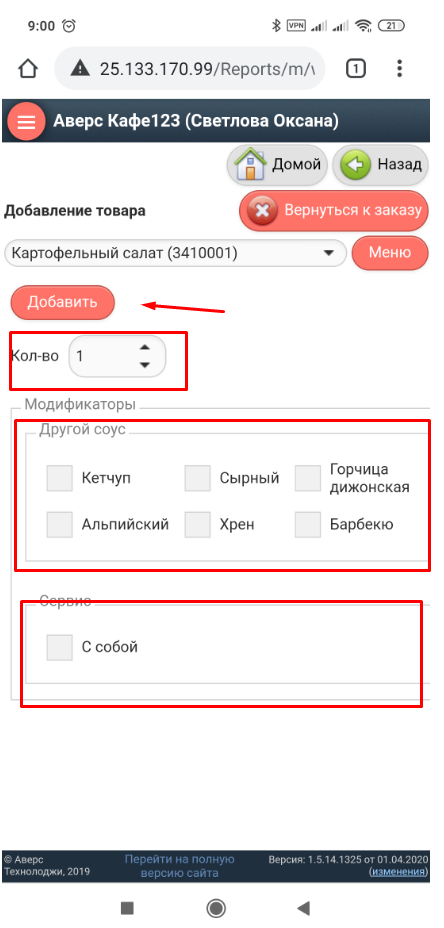 9:00 VPN 21
25.133.170.99/Reports/m/v 1
Аверс Кафе123 (Светлова Оксана)
Домой Назад
Добавление товара Вернуться к заказу
Картофельный салат (3410001) Меню
Добавить
Кол-во 1
Модификаторы
Другой соус
Кетчуп Сырный Горчица
дижонская
Альпийский Хрен Барбекю
Сервис
С собой
© Аверс Перейти на полную Версия: 1.5.14.1325 от 01.04.2020
Технолоджи, 2019 версию сайта (изменения)